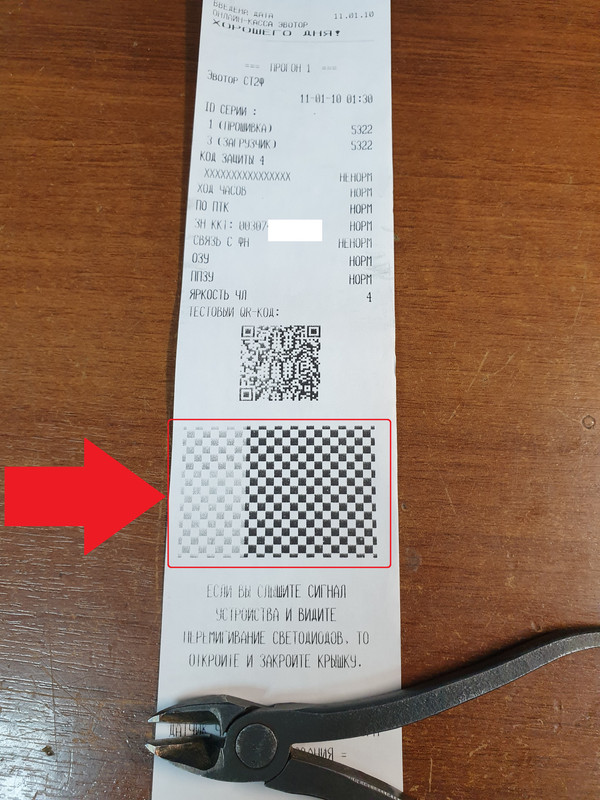 ВВЕДЕМА ДАТА 11.01.10
ОНЛАЙН-КАССА ЭВОТОР
ХОРОШЕГО ДНЯ!
=== ПРОГОН 1 ===
ЭВОТОР СТ2Ф
11-01-10 01:30
ID СЕРИИ :
1 (ПРОШИВКА) 5322
3 (ЗАГРУЗЧИК) 5322
КОД ЗАЩИТЫ 4
XXXXXXXXXXXXXXXX НЕНОРМ
ХОД ЧАСОВ НОРМ
ПО ПТК НОРМ
ЗН ККТ: 00307 НОРМ
СВЯЗЬ С ФН НЕНОРМ
ОЗУ НОРМ
ППЗУ НОРМ
ЯРКОСТЬ ЧЛ 4
ТЕСТОВЫЙ QR-КОД:
ЕСЛИ ВЫ СЛЫШИТЕ СИГНАЛ
УСТРОЙСТВА И ВИДИТЕ
ПЕРЕМИГИВАНИЕ СВЕТОДИОДОВ, ТО
ОТКРОЙТЕ И ЗАКРОЙТЕ КРЫШКУ.